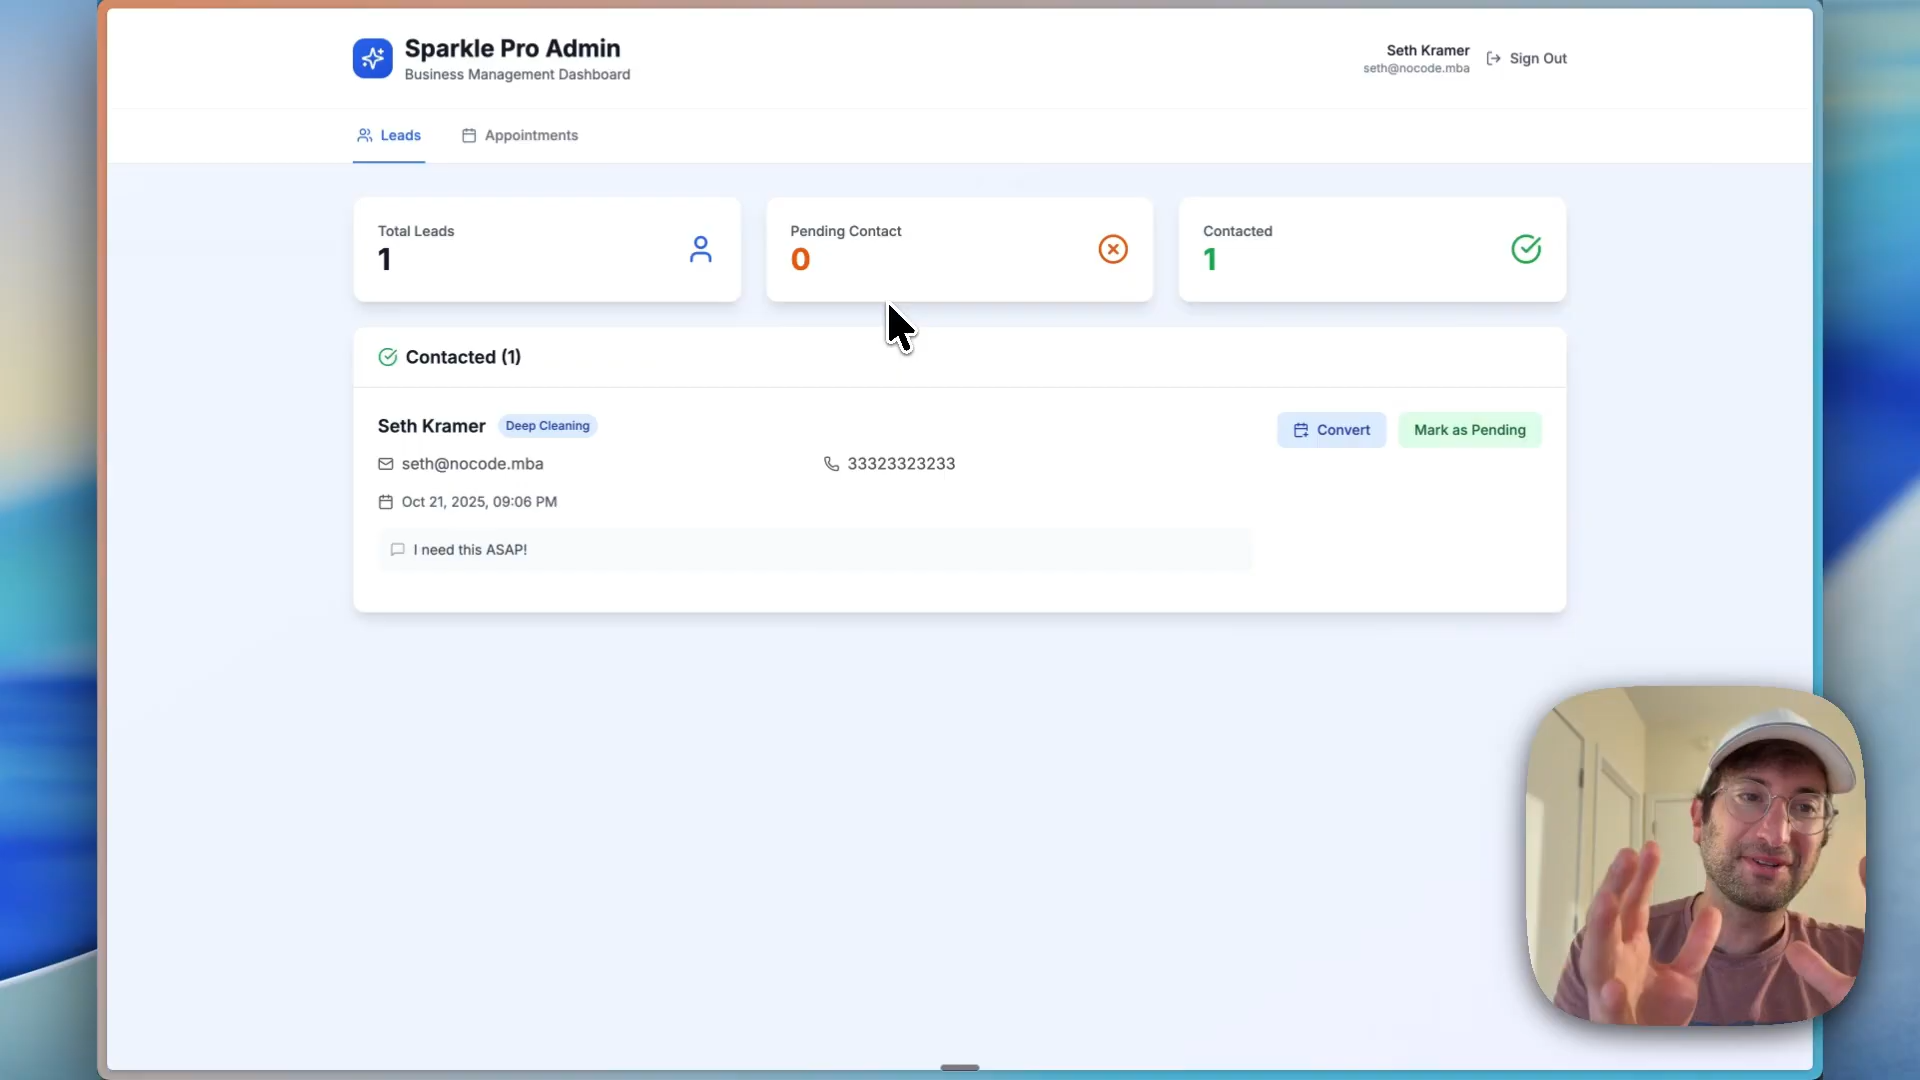 Sparkle Pro Admin
Business Management Dashboard
Seth Kramer
seth@nocode.mba
Sign Out
Leads
Appointments
Total Leads
1
Pending Contact
0
Contacted
1
Contacted (1)
Seth Kramer
Deep Cleaning
Convert
Mark as Pending
seth@nocode.mba
33323323233
Oct 21, 2025, 09:06 PM
I need this ASAP!